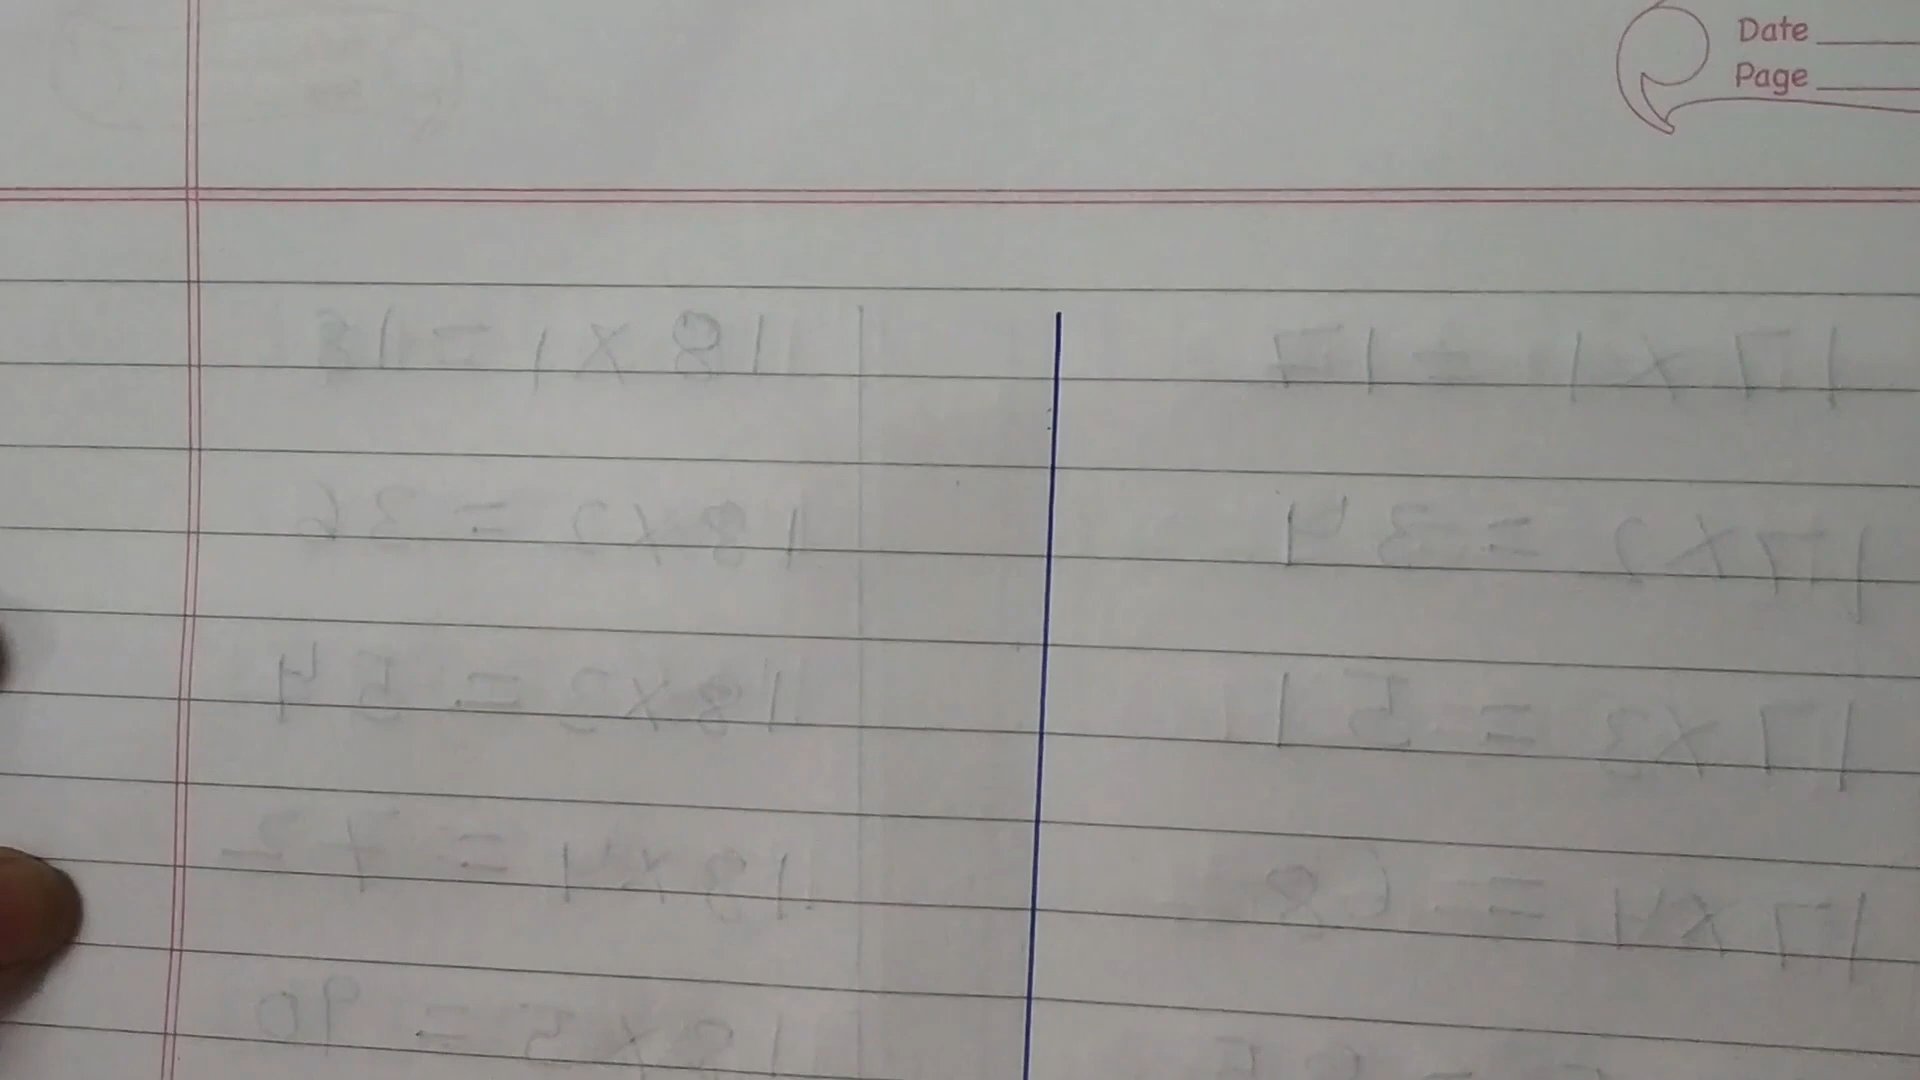 Date
Page
17 x 1 = 17
17 x 2 = 34
17 x 3 = 51
17 x 4 = 68
18 x 1 = 18
18 x 2 = 36
18 x 3 = 54
18 x 4 = 72
18 x 5 = 90